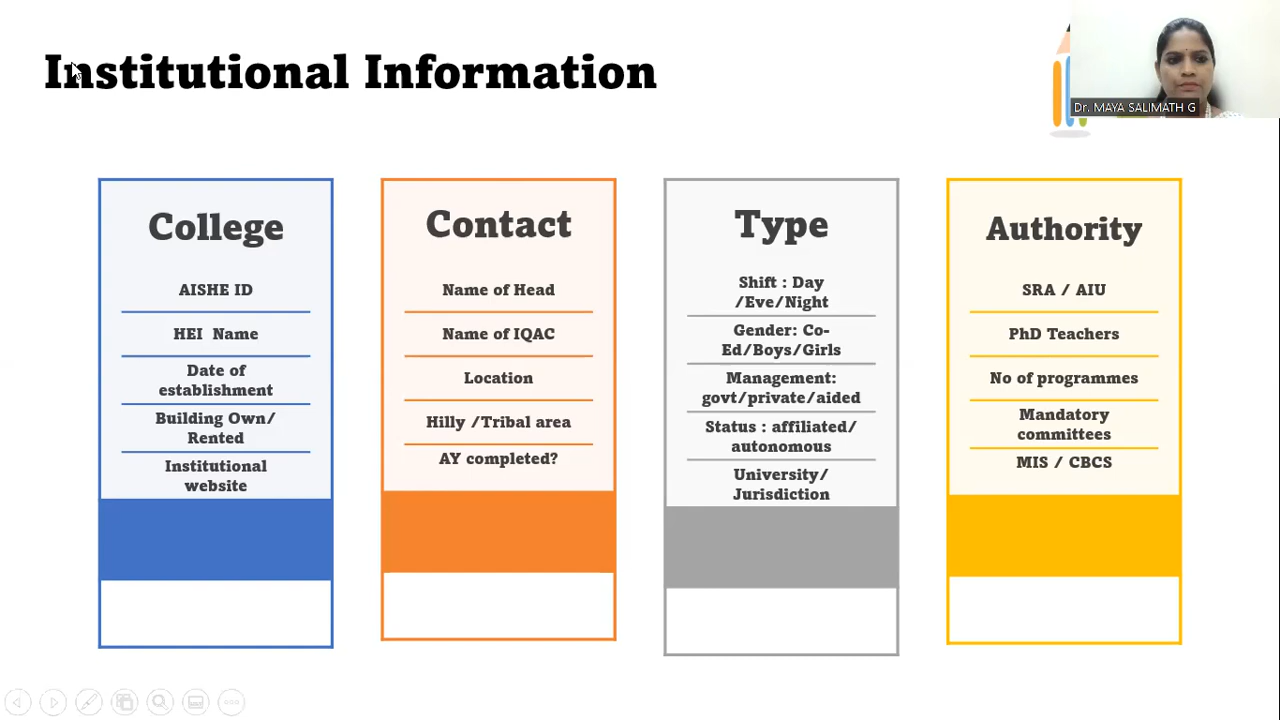 Institutional Information
Dr. MAYA SALIMATH G
College
AISHE ID
HEI Name
Date of
establishment
Building Own/
Rented
Institutional
website
Contact
Name of Head
Name of IQAC
Location
Hilly /Tribal area
AY completed?
Type
Shift : Day
/Eve/Night
Gender: Co-
Ed/Boys/Girls
Management:
govt/private/aided
Status : affiliated/
autonomous
University/
Jurisdiction
Authority
SRA / AIU
PhD Teachers
No of programmes
Mandatory
committees
MIS / CBCS